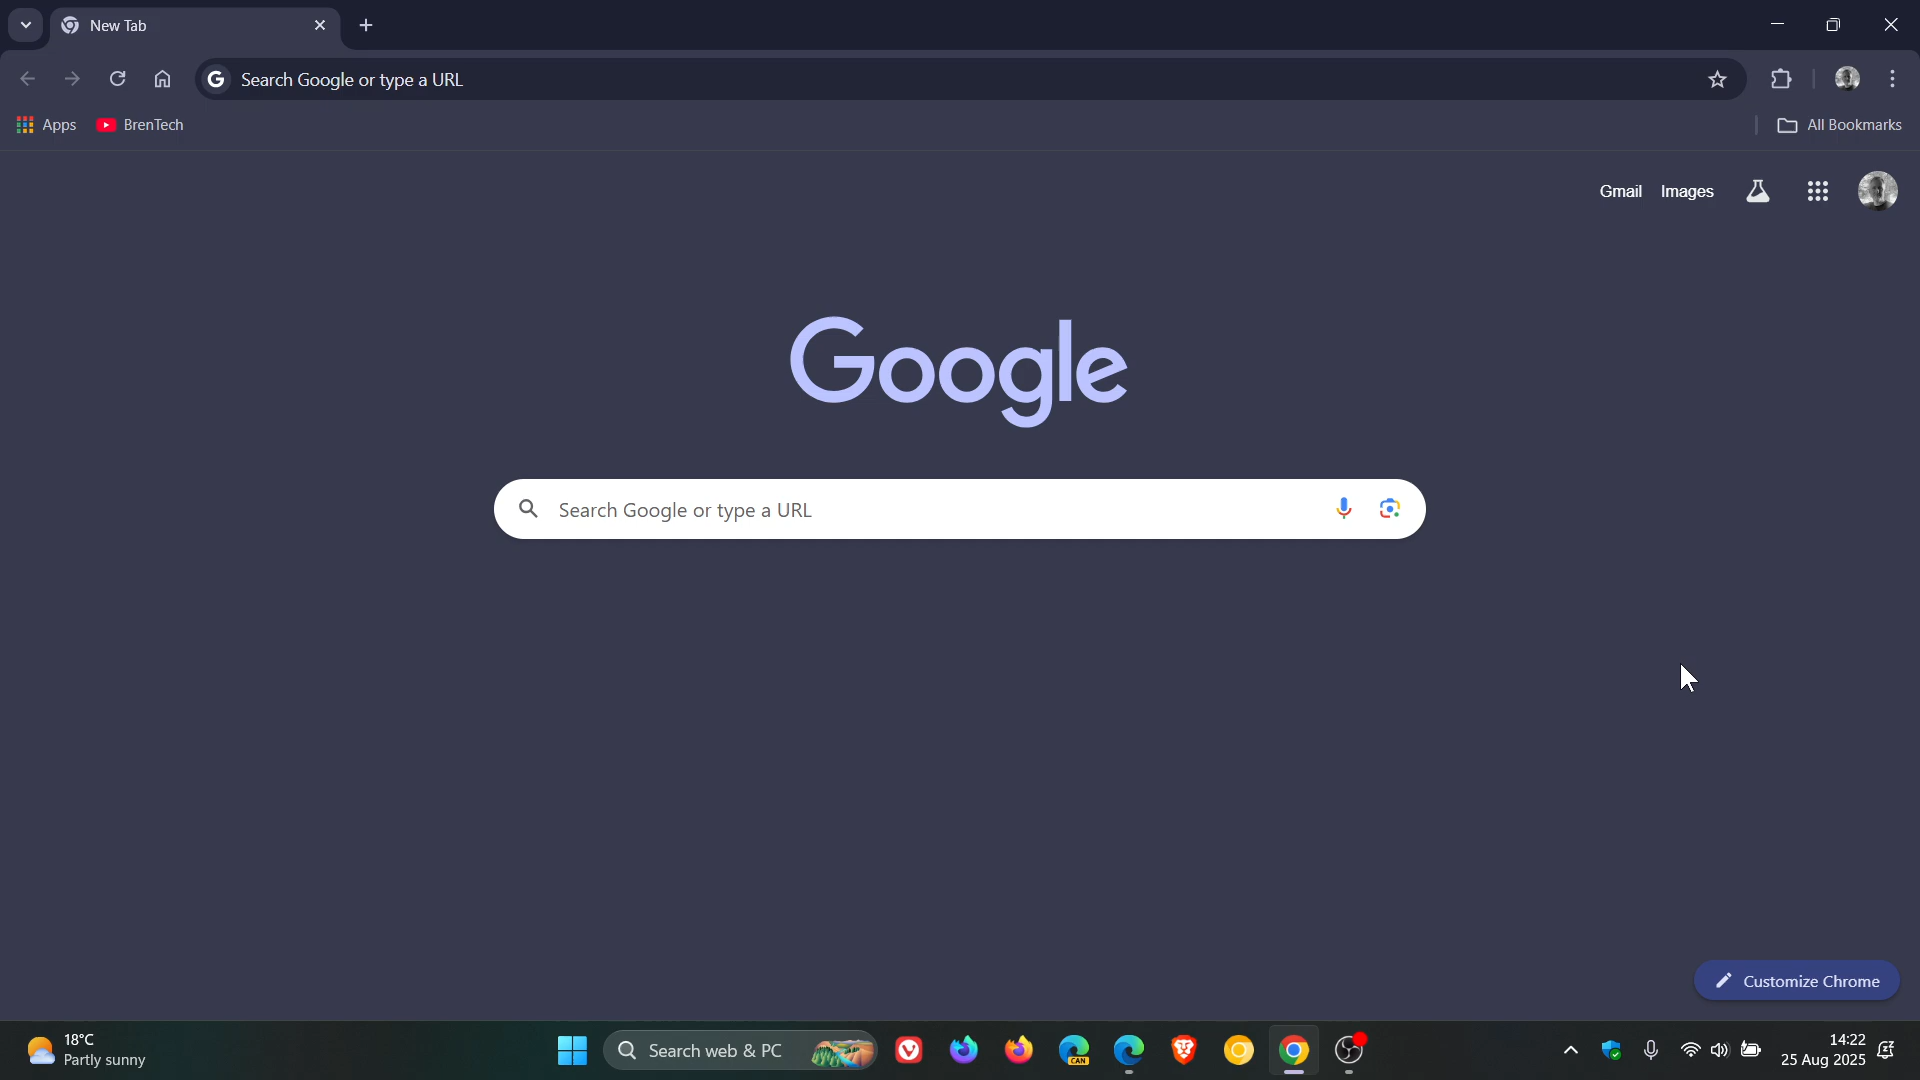 New Tab
Search Google or type a URL
Apps
BrenTech
All Bookmarks
Gmail
Images
Google
Search Google or type a URL
Customize Chrome
18°C
Partly sunny
Search web & PC
CAN
14:22
25 Aug 2025